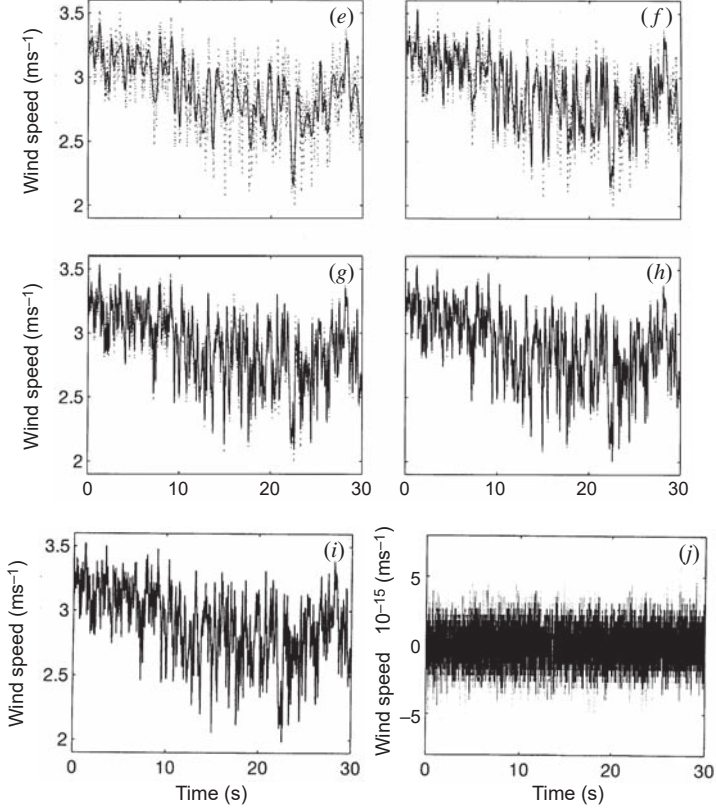 3.5
(e)
(f)
3
2.5
2
Wind speed (ms⁻¹)
3.5
(g)
(h)
3
2.5
2
Wind speed (ms⁻¹)
0 10 20 30
0 10 20 30
3.5
(i)
3
2.5
2
Wind speed (ms⁻¹)
0 10 20 30
Time (s)
(j)
5
0
–5
Wind speed 10⁻¹⁵ (ms⁻¹)
0 10 20 30
Time (s)